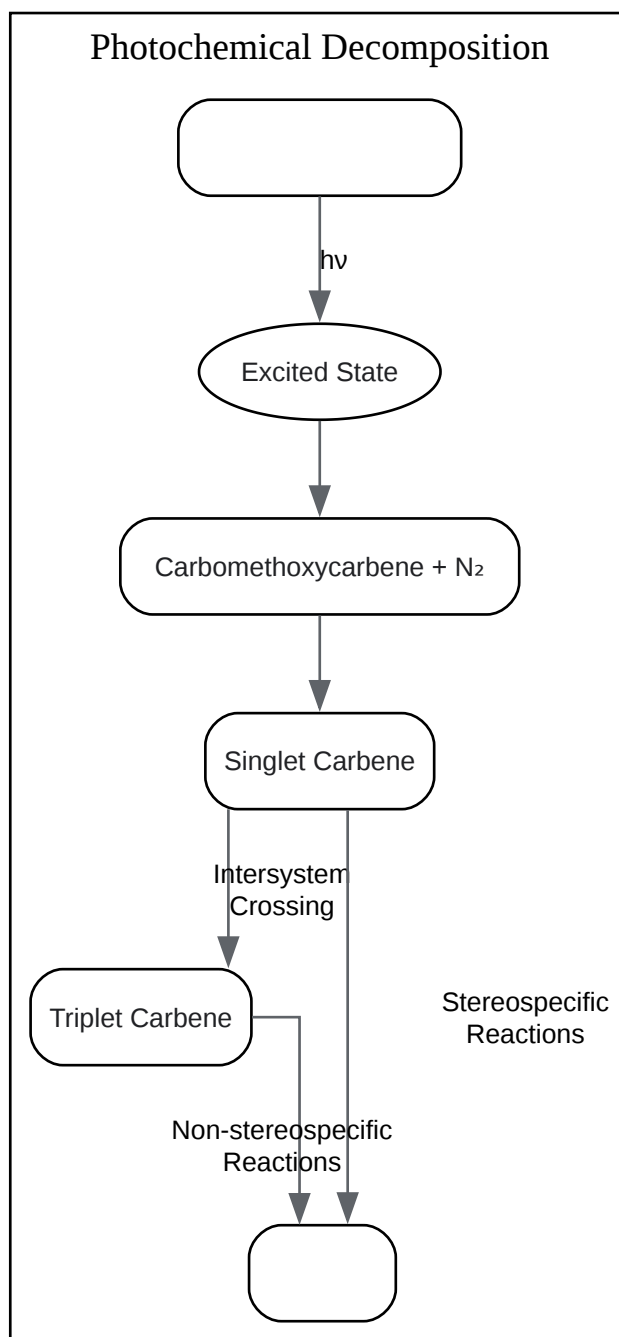 Photochemical Decomposition
hν
Excited State
Carbomethoxycarbene + N₂
Singlet Carbene
Intersystem
Crossing
Triplet Carbene
Stereospecific
Reactions
Non-stereospecific
Reactions